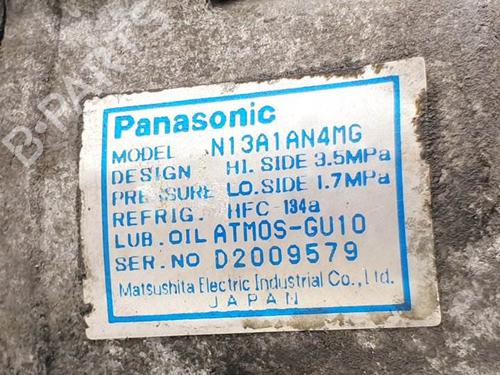 Panasonic
MODEL N13A1AN4MG
DESIGN HI.SIDE 3.5MPa
PRESSURE LO.SIDE 1.7MPa
REFRIG. HFC-134a
LUB.OIL ATMOS-GU10
SER.NO D2009579
Matsushita Electric Industrial Co.,Ltd.
JAPAN
B-PARTS